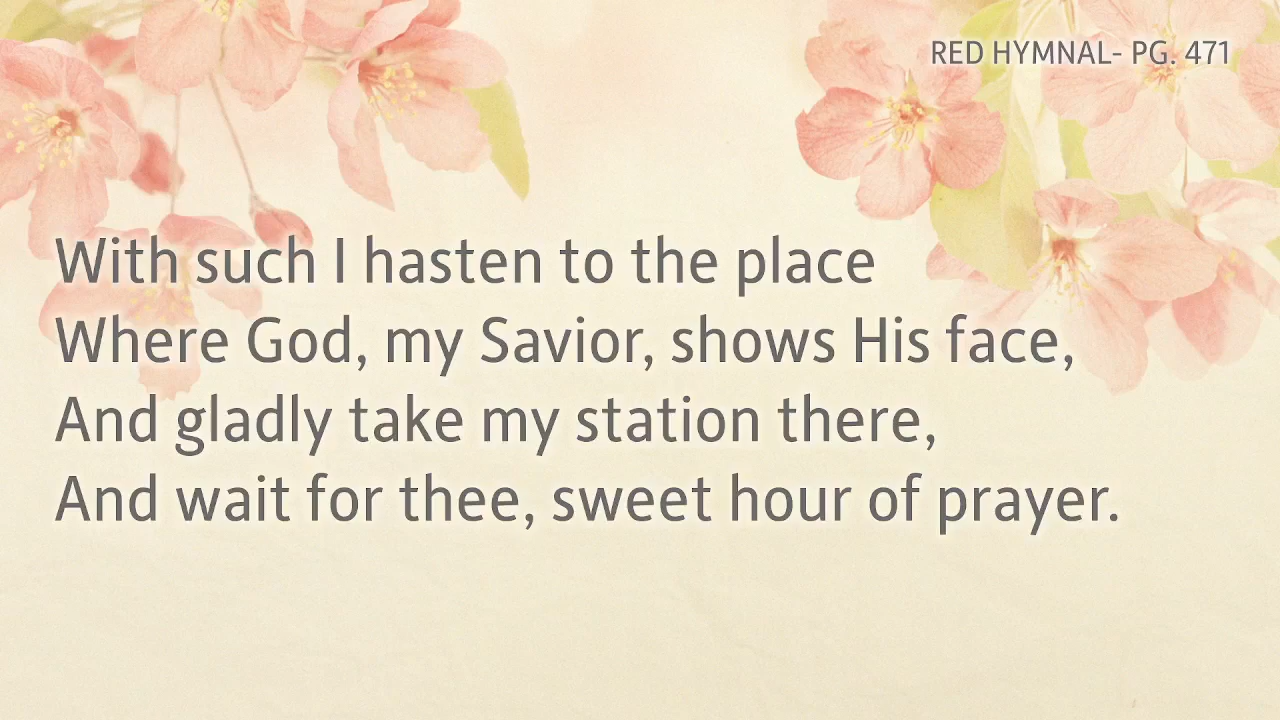 RED HYMNAL- PG. 471
With such I hasten to the place
Where God, my Savior, shows His face,
And gladly take my station there,
And wait for thee, sweet hour of prayer.